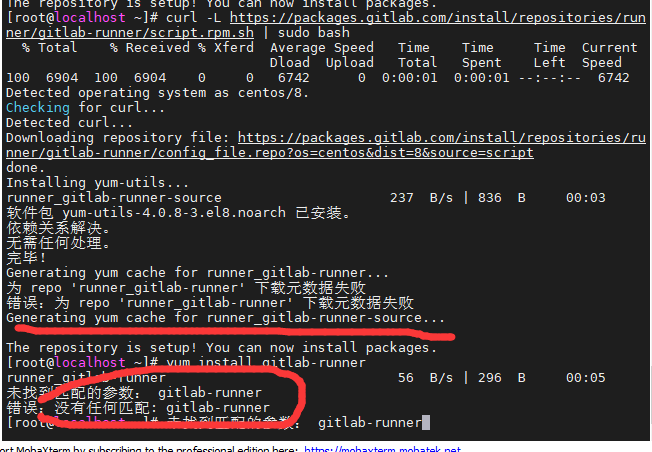 The repository is setup! You can now install packages.
[root@localhost ~]# curl -L https://packages.gitlab.com/install/repositories/run
ner/gitlab-runner/script.rpm.sh | sudo bash
% Total % Received % Xferd Average Speed Time Time Time Current
Dload Upload Total Spent Left Speed
100 6904 100 6904 0 0 6742 0 0:00:01 0:00:01 --:--:-- 6742
Detected operating system as centos/8.
Checking for curl...
Detected curl...
Downloading repository file: https://packages.gitlab.com/install/repositories/ru
nner/gitlab-runner/config_file.repo?os=centos&dist=8&source=script
done.
Installing yum-utils...
runner_gitlab-runner-source 237 B/s | 836 B 00:03
软件包 yum-utils-4.0.8-3.el8.noarch 已安装。
依赖关系解决。
无需任何处理。
完毕！
Generating yum cache for runner_gitlab-runner...
为 repo 'runner_gitlab-runner' 下载元数据失败
错误：为 repo 'runner_gitlab-runner' 下载元数据失败
Generating yum cache for runner_gitlab-runner-source...
The repository is setup! You can now install packages.
[root@localhost ~]# yum install gitlab-runner
runner_gitlab-runner 56 B/s | 296 B 00:05
未找到匹配的参数： gitlab-runner
错误：没有任何匹配: gitlab-runner
[root@localhost ~]# 未找到匹配的参数： gitlab-runner
ort MobaXterm by subscribing to the professional edition here: https://mobaxterm.mobatek.net